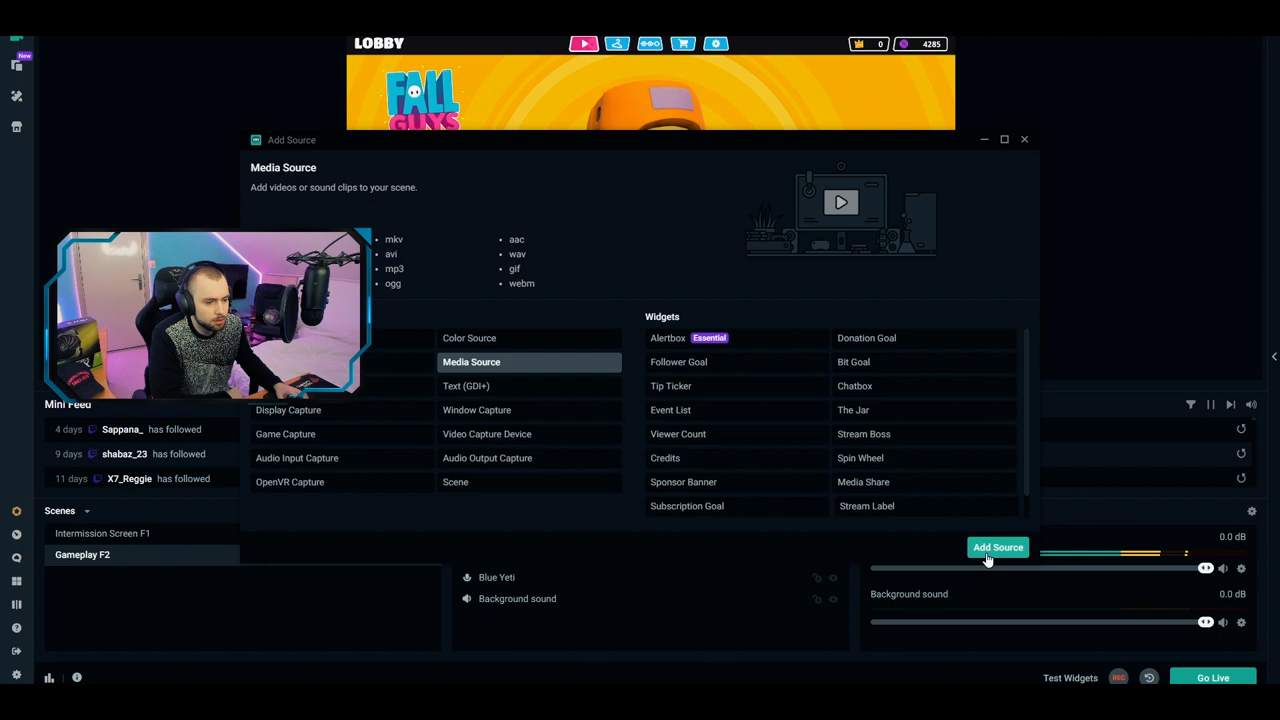 LOBBY
0
4285
New
FALL
GUYS
Add Source
Media Source
Add videos or sound clips to your scene.
mkv
aac
avi
wav
mp3
gif
ogg
webm
Widgets
Color Source
Alertbox Essential
Donation Goal
Media Source
Follower Goal
Bit Goal
Text (GDI+)
Tip Ticker
Chatbox
Display Capture
Window Capture
Event List
The Jar
Game Capture
Video Capture Device
Viewer Count
Stream Boss
Audio Input Capture
Audio Output Capture
Credits
Spin Wheel
OpenVR Capture
Scene
Sponsor Banner
Media Share
Subscription Goal
Stream Label
Add Source
Mini Feed
4 days Sappana_ has followed
9 days shabaz_23 has followed
11 days X7_Reggie has followed
Scenes
Intermission Screen F1
Gameplay F2
Blue Yeti
Background sound
0.0 dB
Background sound
0.0 dB
Test Widgets
REC
Go Live